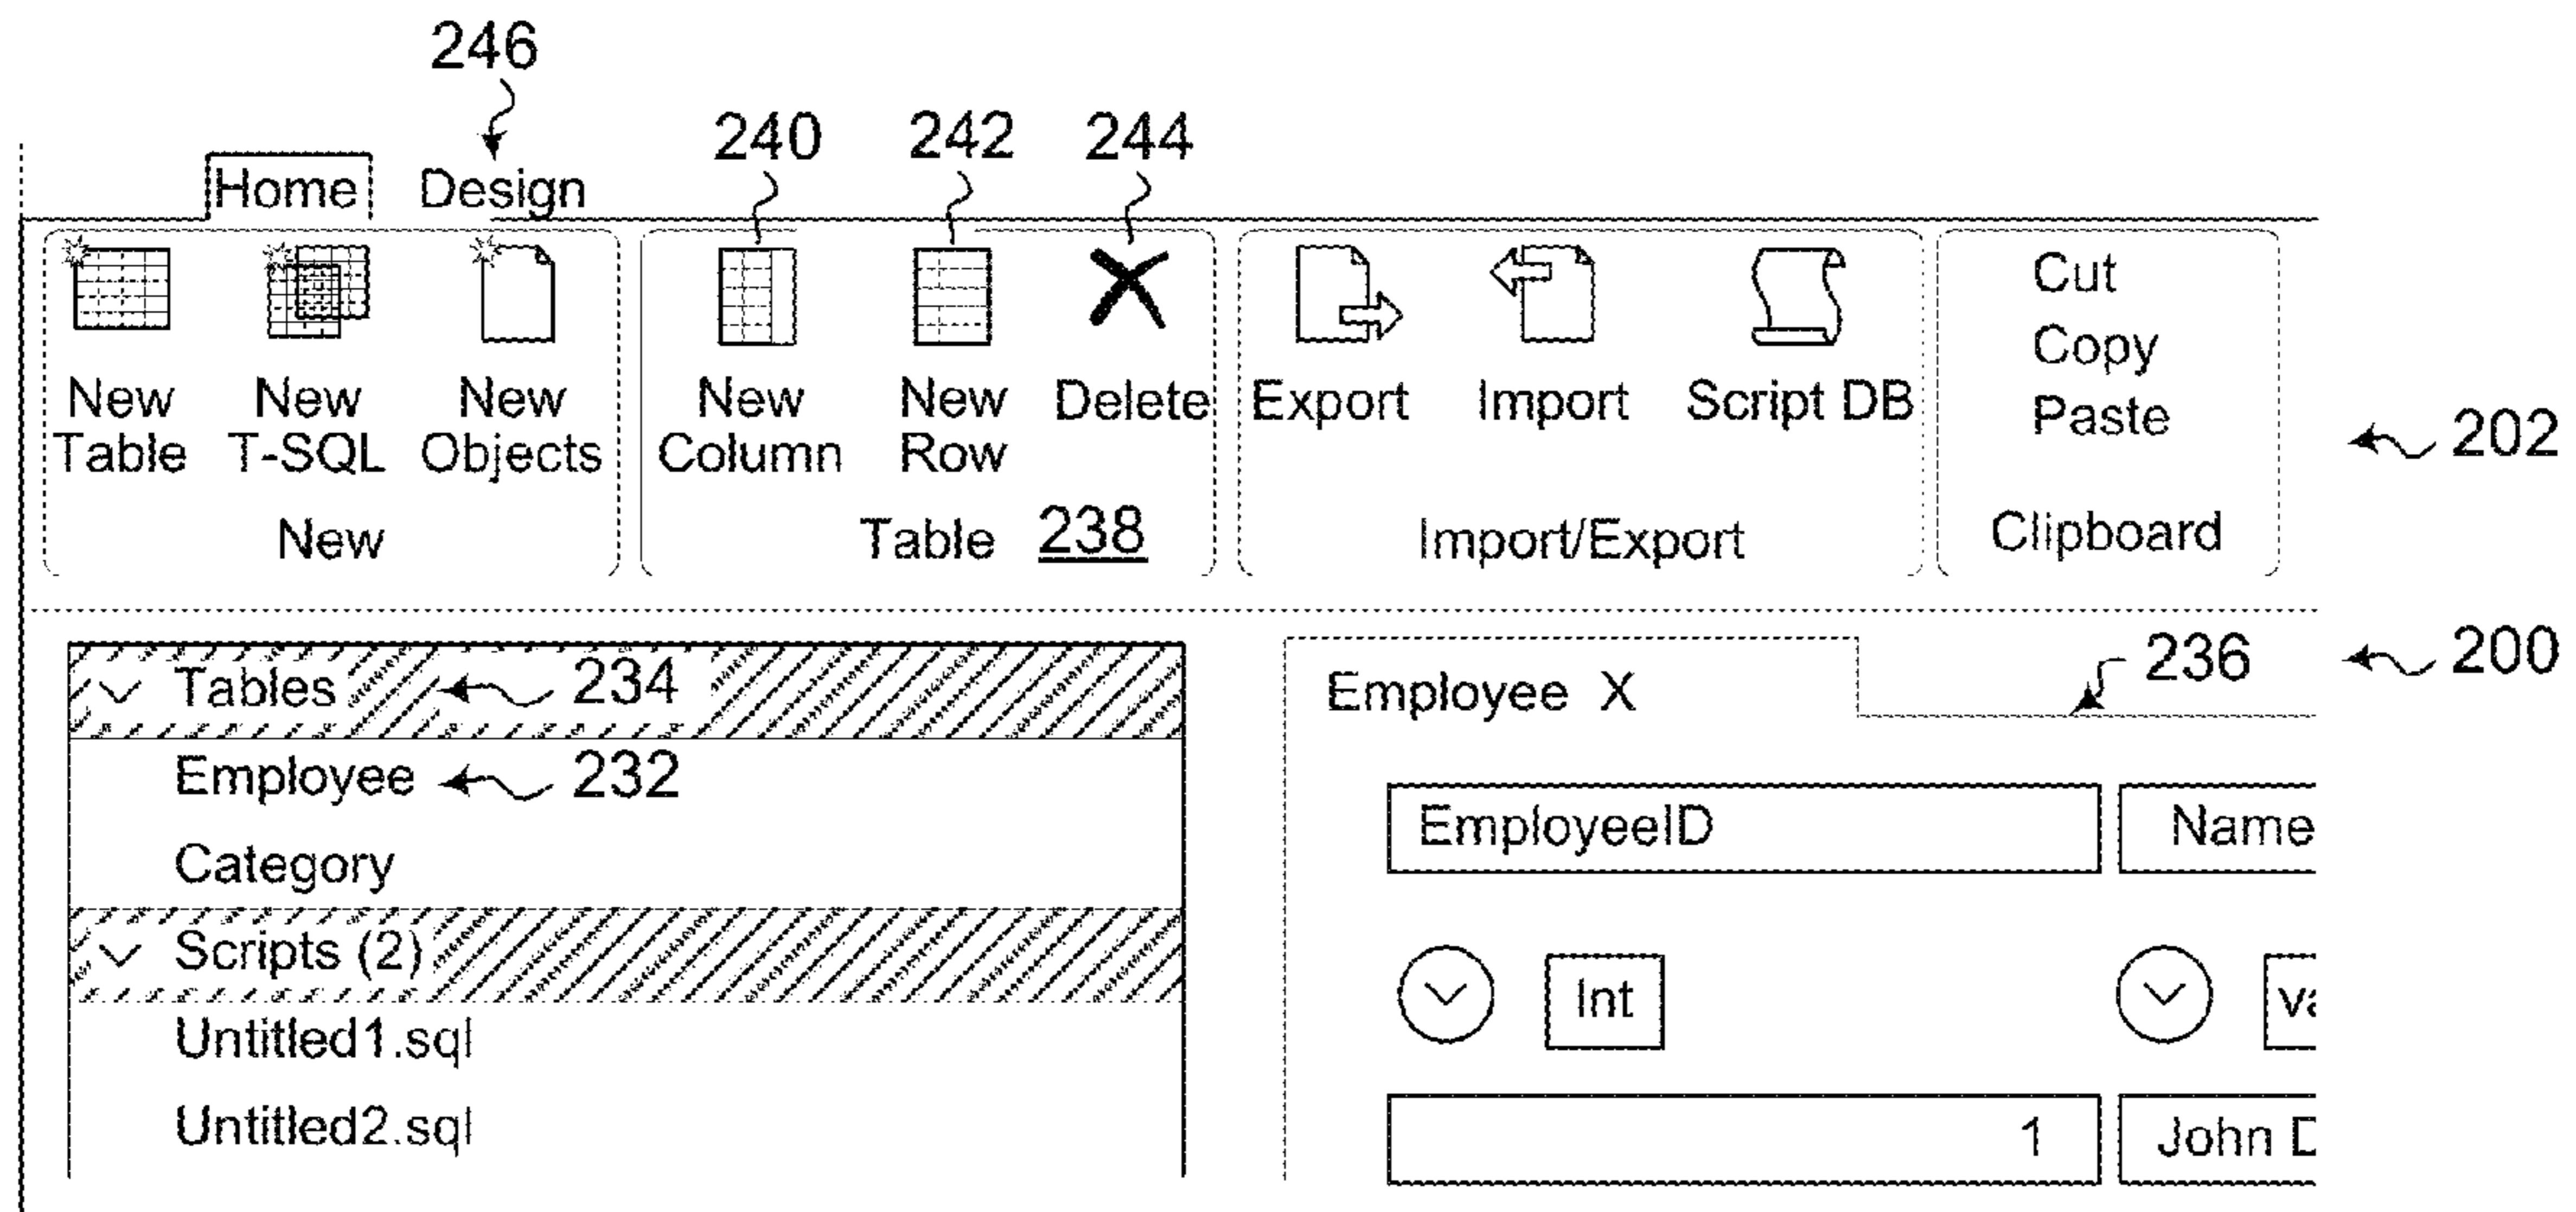 246
240 242 244
Home Design
New Table New T-SQL New Objects New Column New Row Delete Export Import Script DB Cut
Copy
Paste
202
New Table 238 Import/Export Clipboard
Tables 234
Employee 232
Category
Scripts (2)
Untitled1.sql
Untitled2.sql
Employee X 236 200
EmployeeID Name
Int va
1 John D